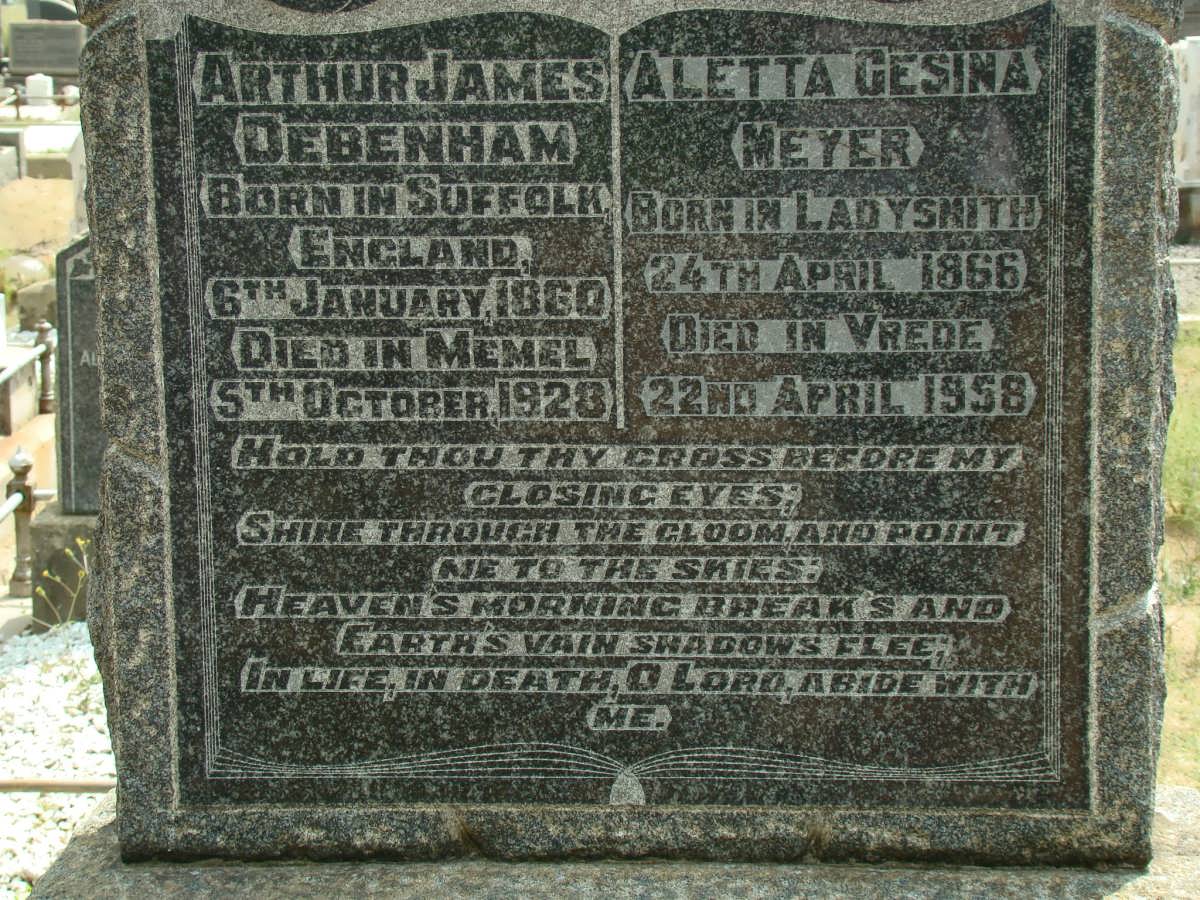 ARTHUR JAMES
DEBENHAM
BORN IN SUFFOLK,
ENGLAND,
6TH JANUARY, 1860
DIED IN MEMEL
5TH OCTOBER, 1928
ALETTA GESINA
MEYER
BORN IN LADYSMITH
24TH APRIL 1866
DIED IN VREDE
22ND APRIL 1958
HOLD THOU THY CROSS BEFORE MY
CLOSING EYES;
SHINE THROUGH THE GLOOM, AND POINT
ME TO THE SKIES:
HEAVEN'S MORNING BREAK'S AND
EARTH'S VAIN SHADOWS FLEE;
IN LIFE, IN DEATH, O LORD, ABIDE WITH
ME.